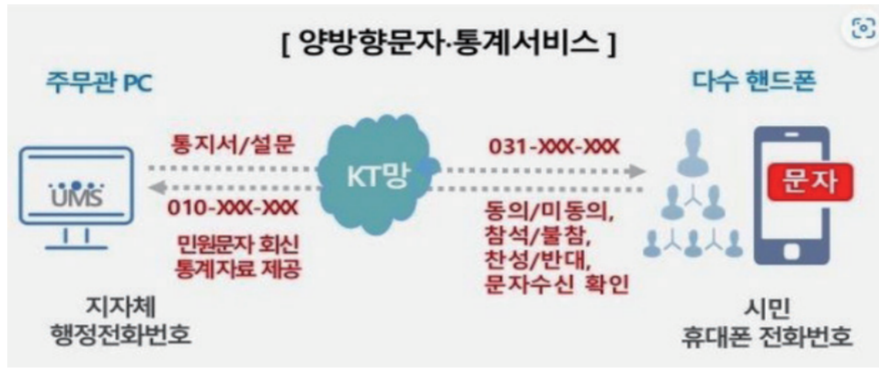 [ 양방향문자·통계서비스 ]
주무관 PC
다수 핸드폰
통지서/설문
KT망
031-XXX-XXX
UMS
문자
010-XXX-XXX
민원문자 회신
통계자료 제공
동의/미동의,
참석/불참,
찬성/반대,
문자수신 확인
지자체
행정전화번호
시민
휴대폰 전화번호